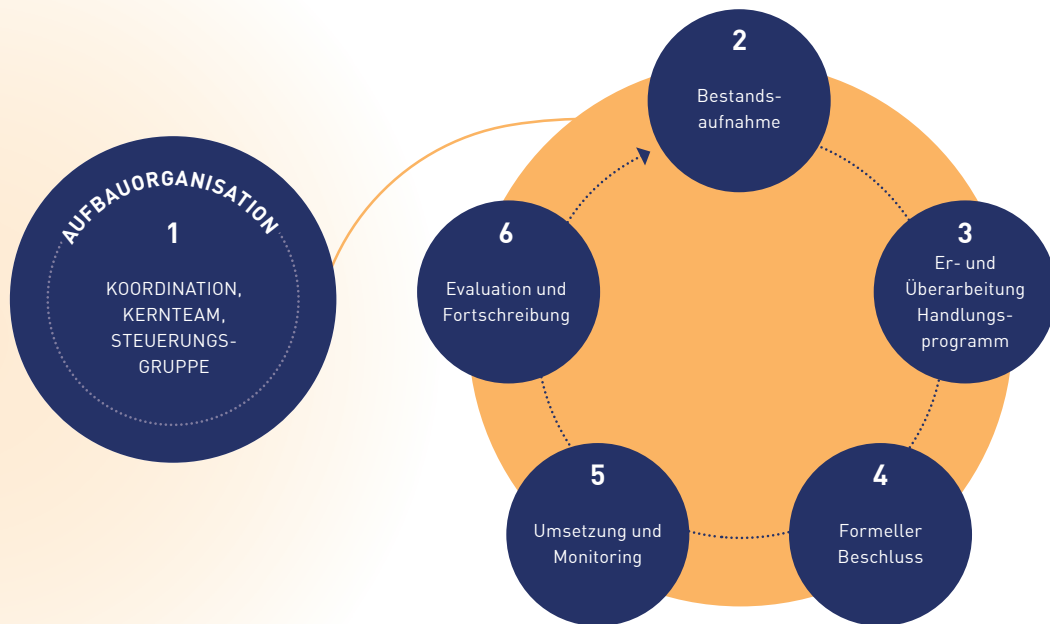 AUFBAUORGANISATION
1
KOORDINATION,
KERNTEAM,
STEUERUNGS-
GRUPPE
2
Bestands-
aufnahme
3
Er- und
Überarbeitung
Handlungs-
programm
4
Formeller
Beschluss
5
Umsetzung und
Monitoring
6
Evaluation und
Fortschreibung